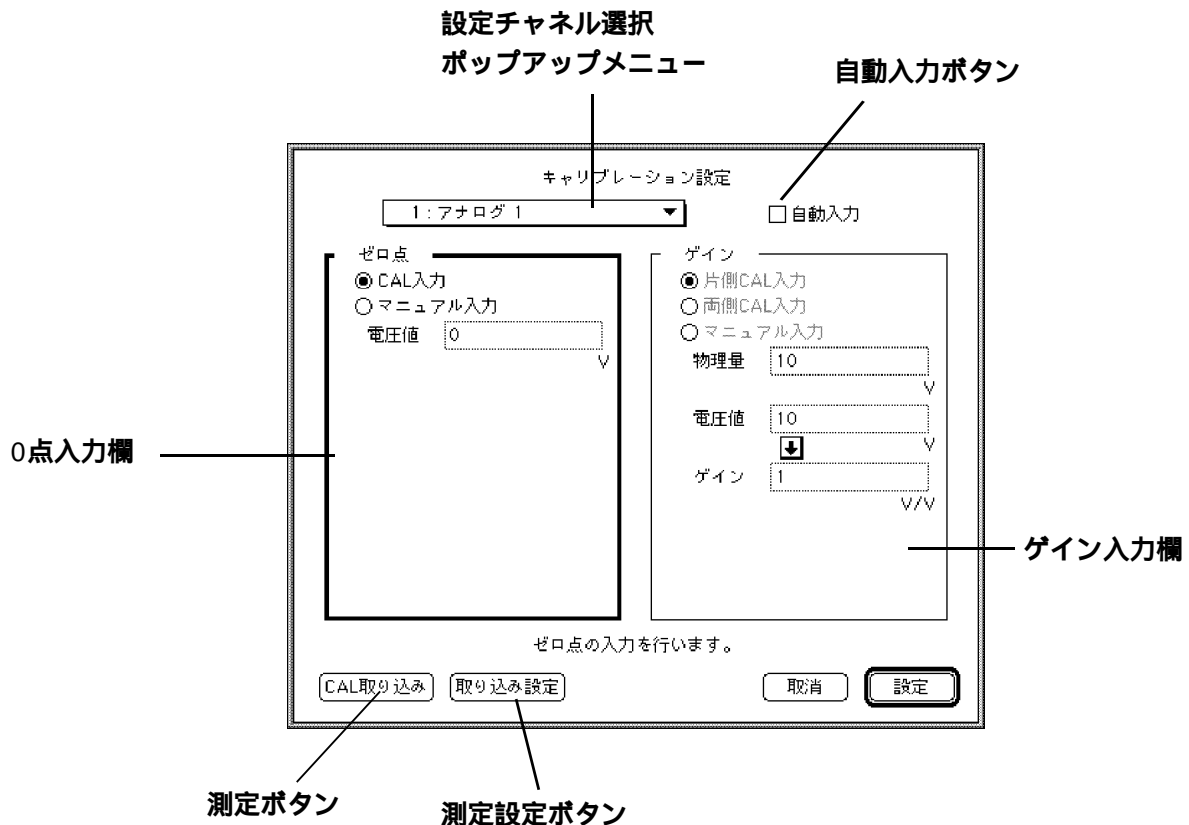 設定チャネル選択
ポップアップメニュー
自動入力ボタン
キャリブレーション設定
1:アナログ 1
自動入力
ゼロ点
CAL入力
マニュアル入力
電圧値 0
V
ゲイン
片側CAL入力
両側CAL入力
マニュアル入力
物理量 10
V
電圧値 10
V
ゲイン 1
V/V
0点入力欄
ゲイン入力欄
ゼロ点の入力を行います。
CAL取り込み 取り込み設定 取消 設定
測定ボタン
測定設定ボタン